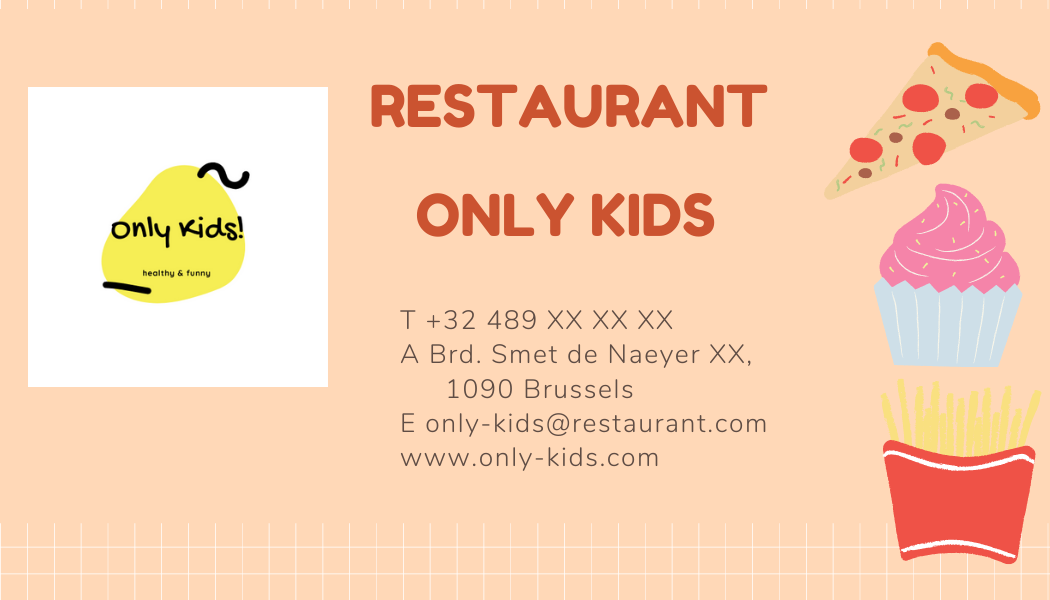 Only Kids!
healthy & funny
RESTAURANT
ONLY KIDS
T +32 489 XX XX XX
A Brd. Smet de Naeyer XX,
1090 Brussels
E only-kids@restaurant.com
www.only-kids.com